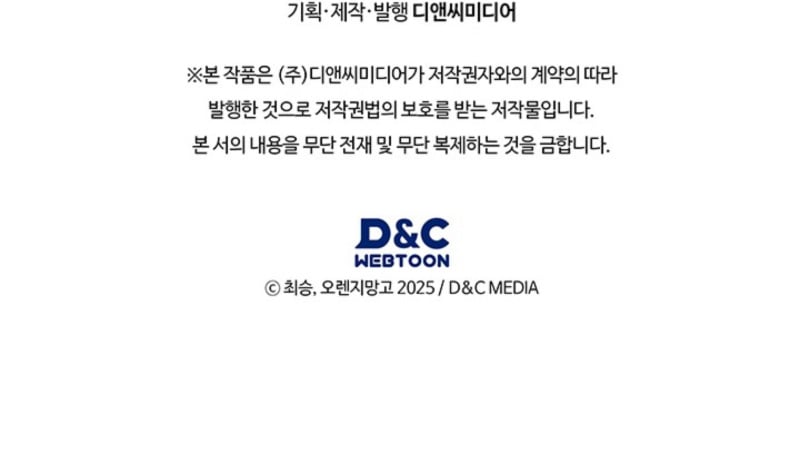 기획·제작·발행 디앤씨미디어
※본 작품은 (주)디앤씨미디어가 저작권자와의 계약의 따라
발행한 것으로 저작권법의 보호를 받는 저작물입니다.
본 서의 내용을 무단 전재 및 무단 복제하는 것을 금합니다.
D&C
WEBTOON
ⓒ 최승, 오렌지망고 2025 / D&C MEDIA